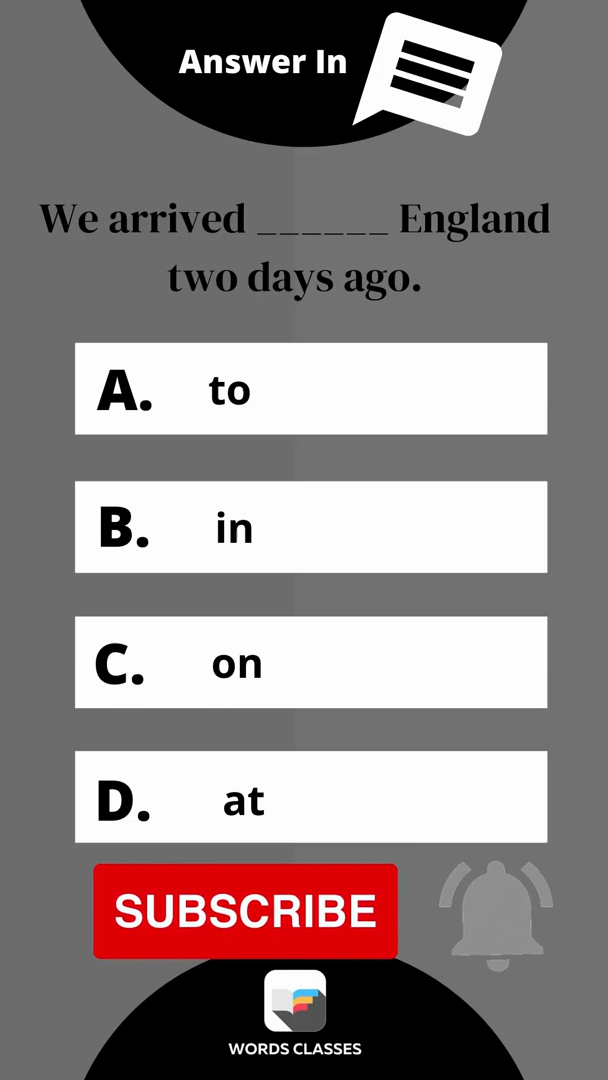 Answer In
We arrived ______ England
two days ago.
A. to
B. in
C. on
D. at
SUBSCRIBE
WORDS CLASSES